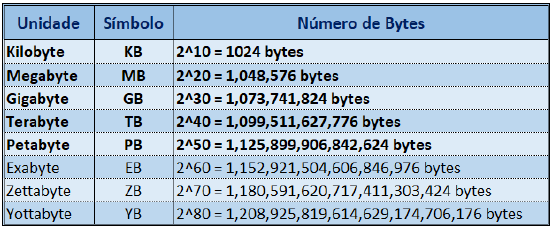 Unidade Símbolo Número de Bytes
Kilobyte KB 2^10 = 1024 bytes
Megabyte MB 2^20 = 1,048,576 bytes
Gigabyte GB 2^30 = 1,073,741,824 bytes
Terabyte TB 2^40 = 1,099,511,627,776 bytes
Petabyte PB 2^50 = 1,125,899,906,842,624 bytes
Exabyte EB 2^60 = 1,152,921,504,606,846,976 bytes
Zettabyte ZB 2^70 = 1,180,591,620,717,411,303,424 bytes
Yottabyte YB 2^80 = 1,208,925,819,614,629,174,706,176 bytes